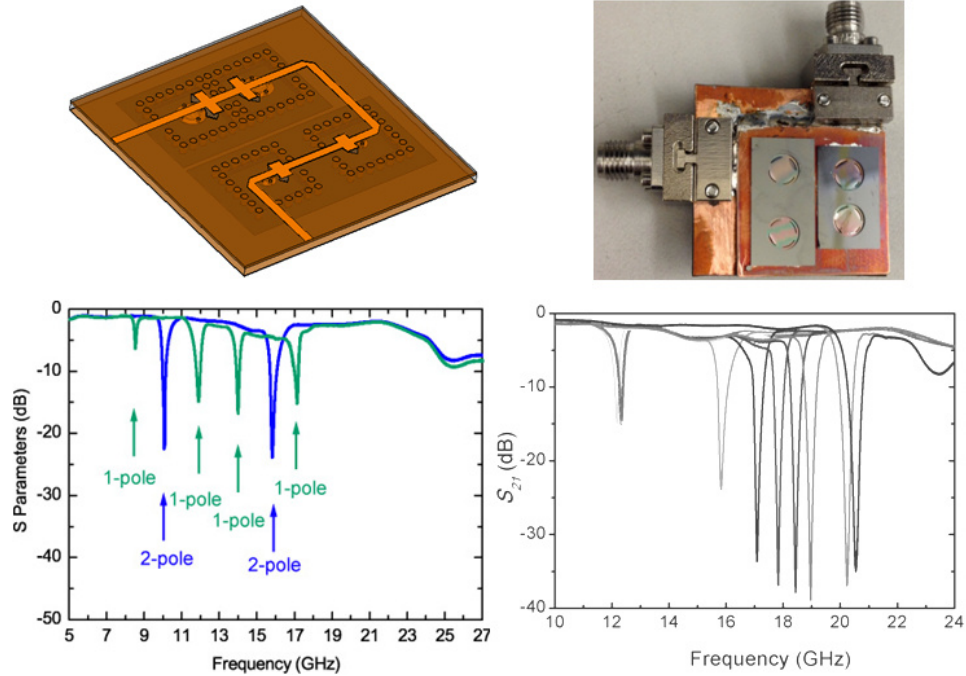 0
-10
-20
-30
-40
-50
S Parameters (dB)
1-pole
1-pole
1-pole
1-pole
2-pole
2-pole
5 7 9 11 13 15 17 19 21 23 25 27
Frequency (GHz)
0
-10
-20
-30
-40
S21 (dB)
10 12 14 16 18 20 22 24
Frequency (GHz)